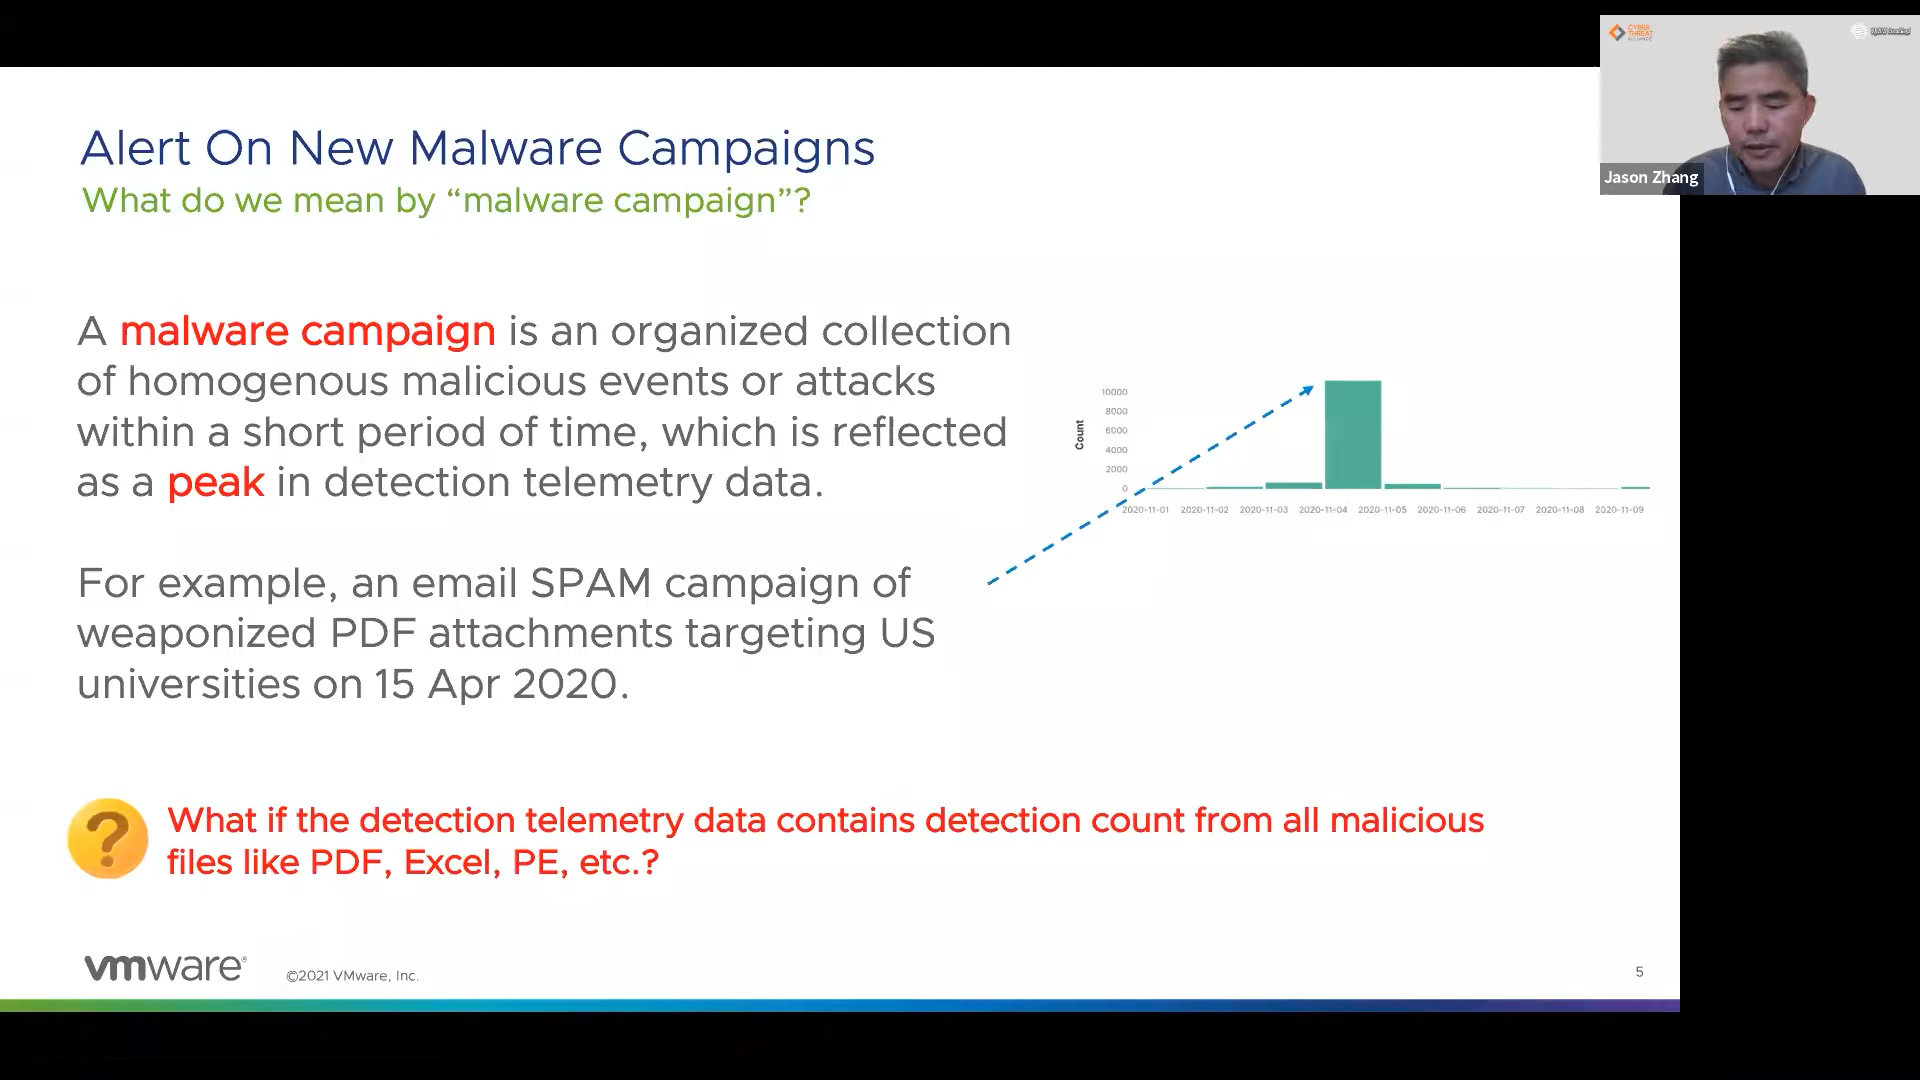 Alert On New Malware Campaigns
What do we mean by “malware campaign”?
A malware campaign is an organized collection
of homogenous malicious events or attacks
within a short period of time, which is reflected
as a peak in detection telemetry data.
For example, an email SPAM campaign of
weaponized PDF attachments targeting US
universities on 15 Apr 2020.
Count
10000
8000
6000
4000
2000
0
2020-11-01 2020-11-02 2020-11-03 2020-11-04 2020-11-05 2020-11-06 2020-11-07 2020-11-08 2020-11-09
?
What if the detection telemetry data contains detection count from all malicious
files like PDF, Excel, PE, etc.?
vmware®
©2021 VMware, Inc.
5
CYBER
THREAT
ALLIANCE
Jason Zhang